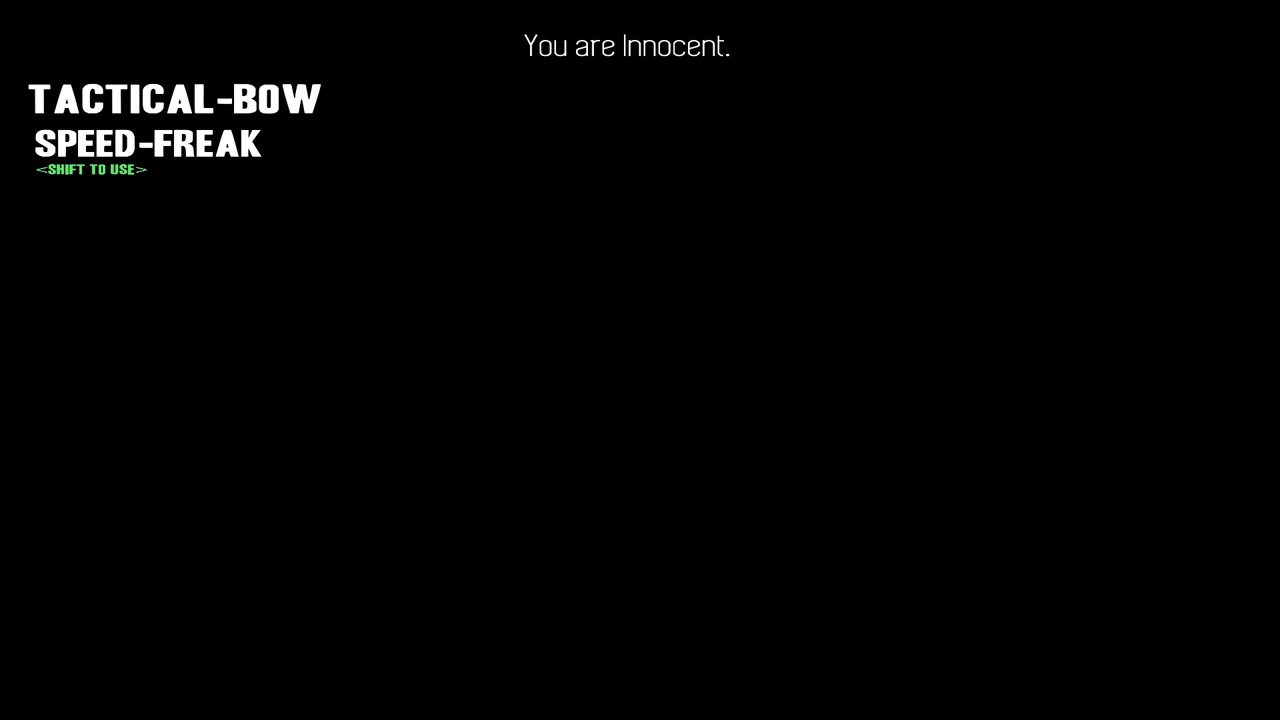 You are Innocent.
TACTICAL-BOW
SPEED-FREAK
<SHIFT TO USE>